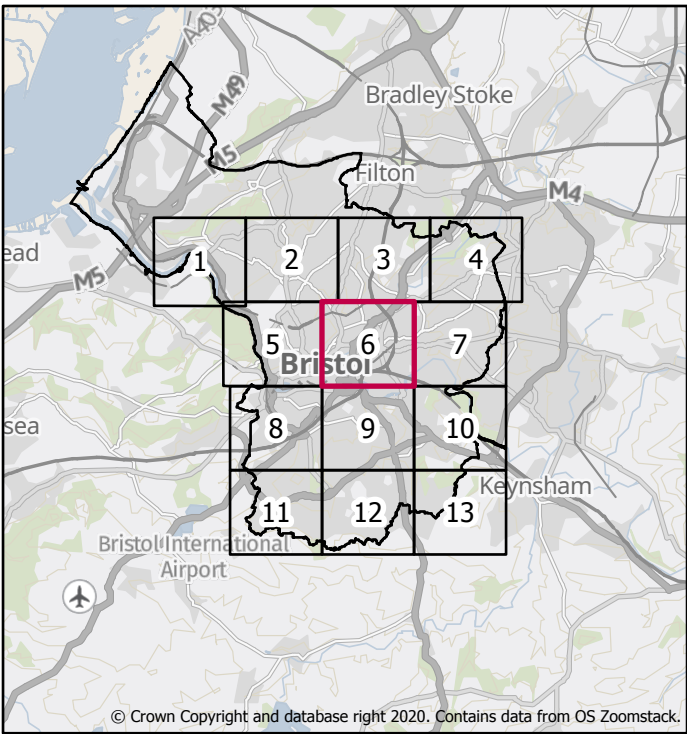 A403
M49
Bradley Stoke
M5
Filton
M4
ead
1
2
3
4
M5
5
6
7
Bristol
sea
8
9
10
Keynsham
11
12
13
Bristol International
Airport
© Crown Copyright and database right 2020. Contains data from OS Zoomstack.